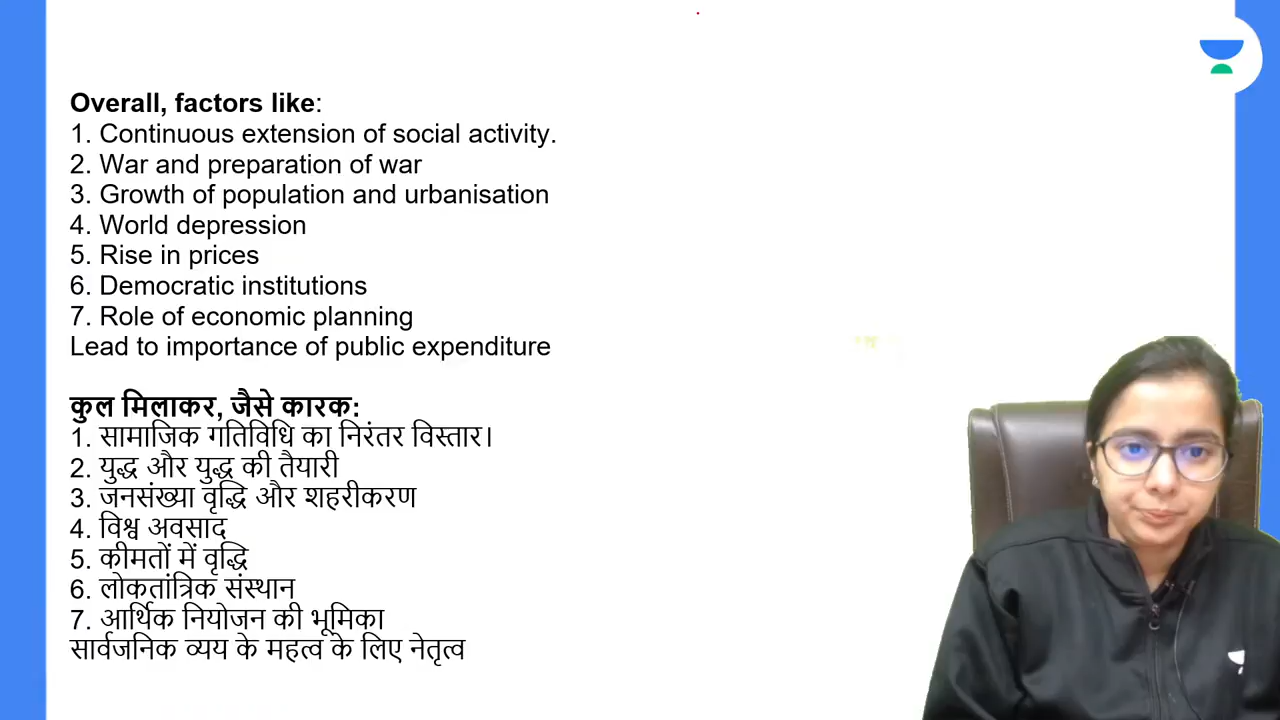 Overall, factors like:
1. Continuous extension of social activity.
2. War and preparation of war
3. Growth of population and urbanisation
4. World depression
5. Rise in prices
6. Democratic institutions
7. Role of economic planning
Lead to importance of public expenditure
कुल मिलाकर, जैसे कारक:
1. सामाजिक गतिविधि का निरंतर विस्तार।
2. युद्ध और युद्ध की तैयारी
3. जनसंख्या वृद्धि और शहरीकरण
4. विश्व अवसाद
5. कीमतों में वृद्धि
6. लोकतांत्रिक संस्थान
7. आर्थिक नियोजन की भूमिका
सार्वजनिक व्यय के महत्व के लिए नेतृत्व